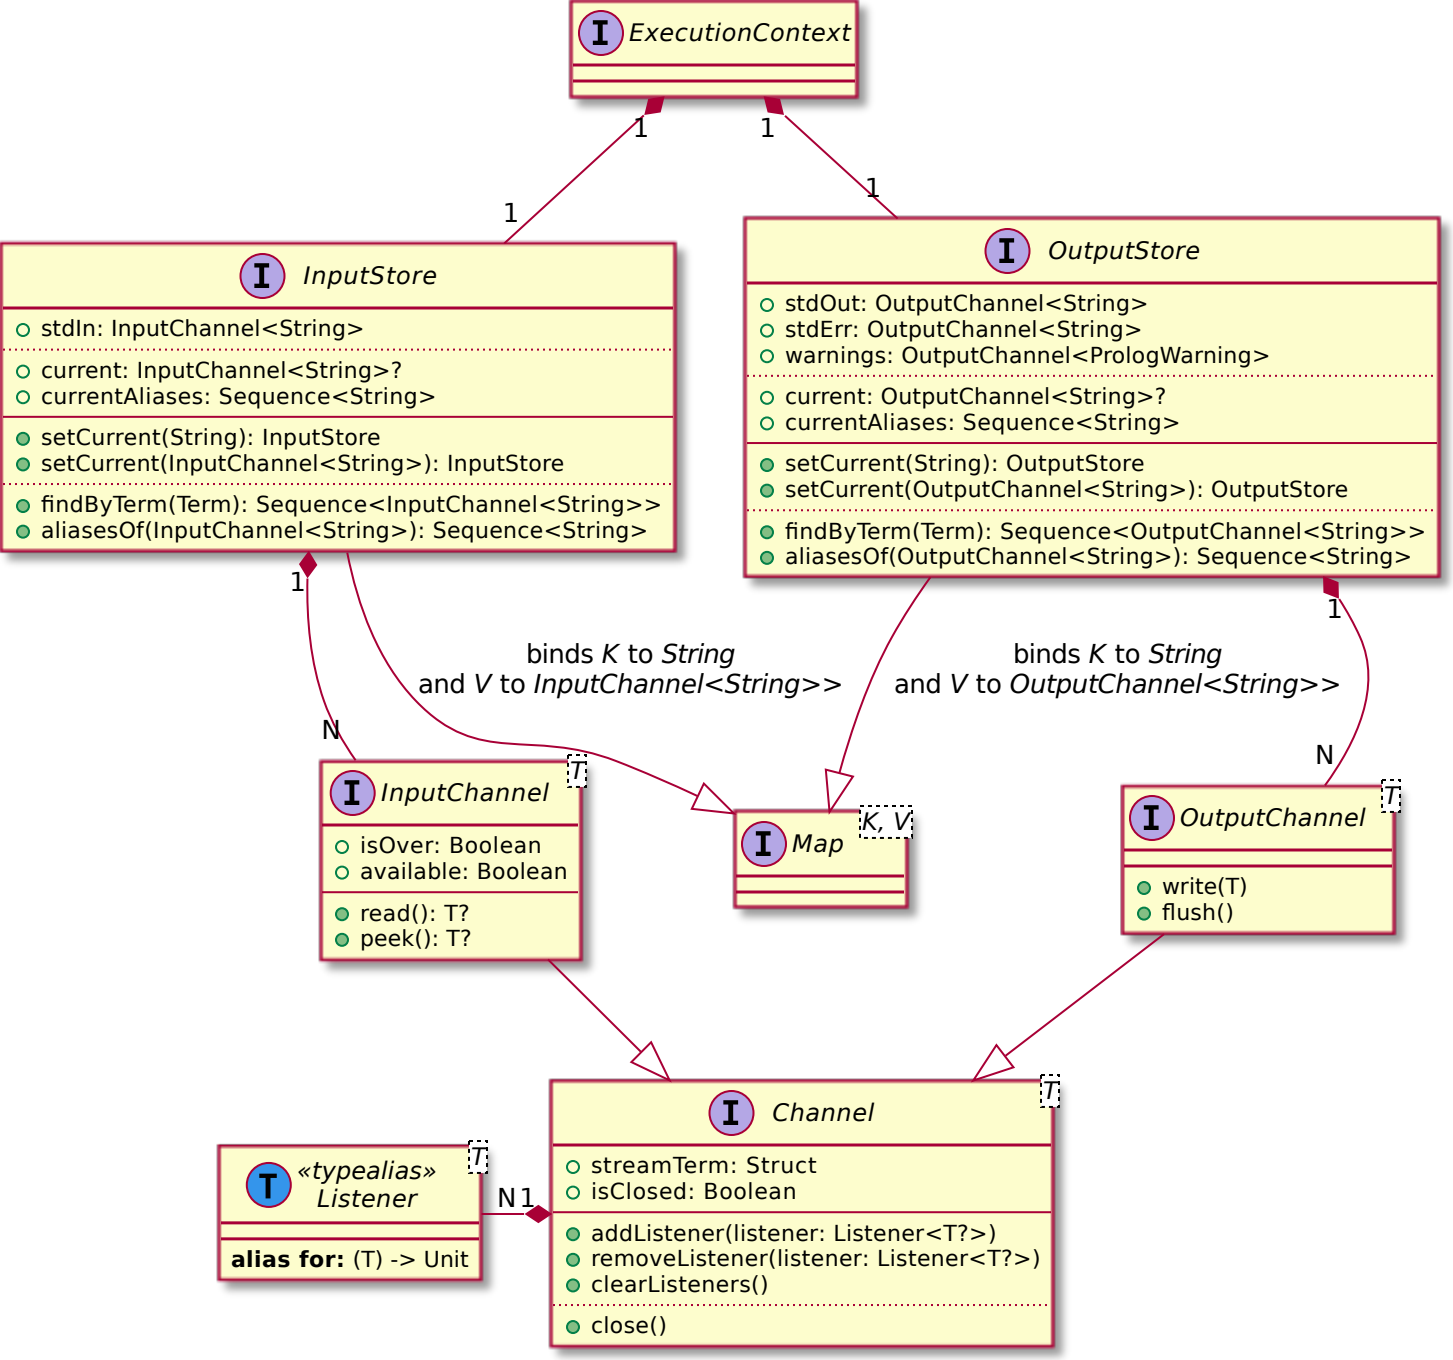 I ExecutionContext
1
1
1
1
I InputStore
stdIn: InputChannel<String>
current: InputChannel<String>?
currentAliases: Sequence<String>
setCurrent(String): InputStore
setCurrent(InputChannel<String>): InputStore
findByTerm(Term): Sequence<InputChannel<String>>
aliasesOf(InputChannel<String>): Sequence<String>
I OutputStore
stdOut: OutputChannel<String>
stdErr: OutputChannel<String>
warnings: OutputChannel<PrologWarning>
current: OutputChannel<String>?
currentAliases: Sequence<String>
setCurrent(String): OutputStore
setCurrent(OutputChannel<String>): OutputStore
findByTerm(Term): Sequence<OutputChannel<String>>
aliasesOf(OutputChannel<String>): Sequence<String>
1
1
binds K to String
and V to InputChannel<String>>
binds K to String
and V to OutputChannel<String>>
N
N
T
I InputChannel
isOver: Boolean
available: Boolean
read(): T?
peek(): T?
K, V
I Map
T
I OutputChannel
write(T)
flush()
T
I Channel
streamTerm: Struct
isClosed: Boolean
addListener(listener: Listener<T?>)
removeListener(listener: Listener<T?>)
clearListeners()
close()
T
T «typealias»
Listener
alias for: (T) -> Unit
N 1